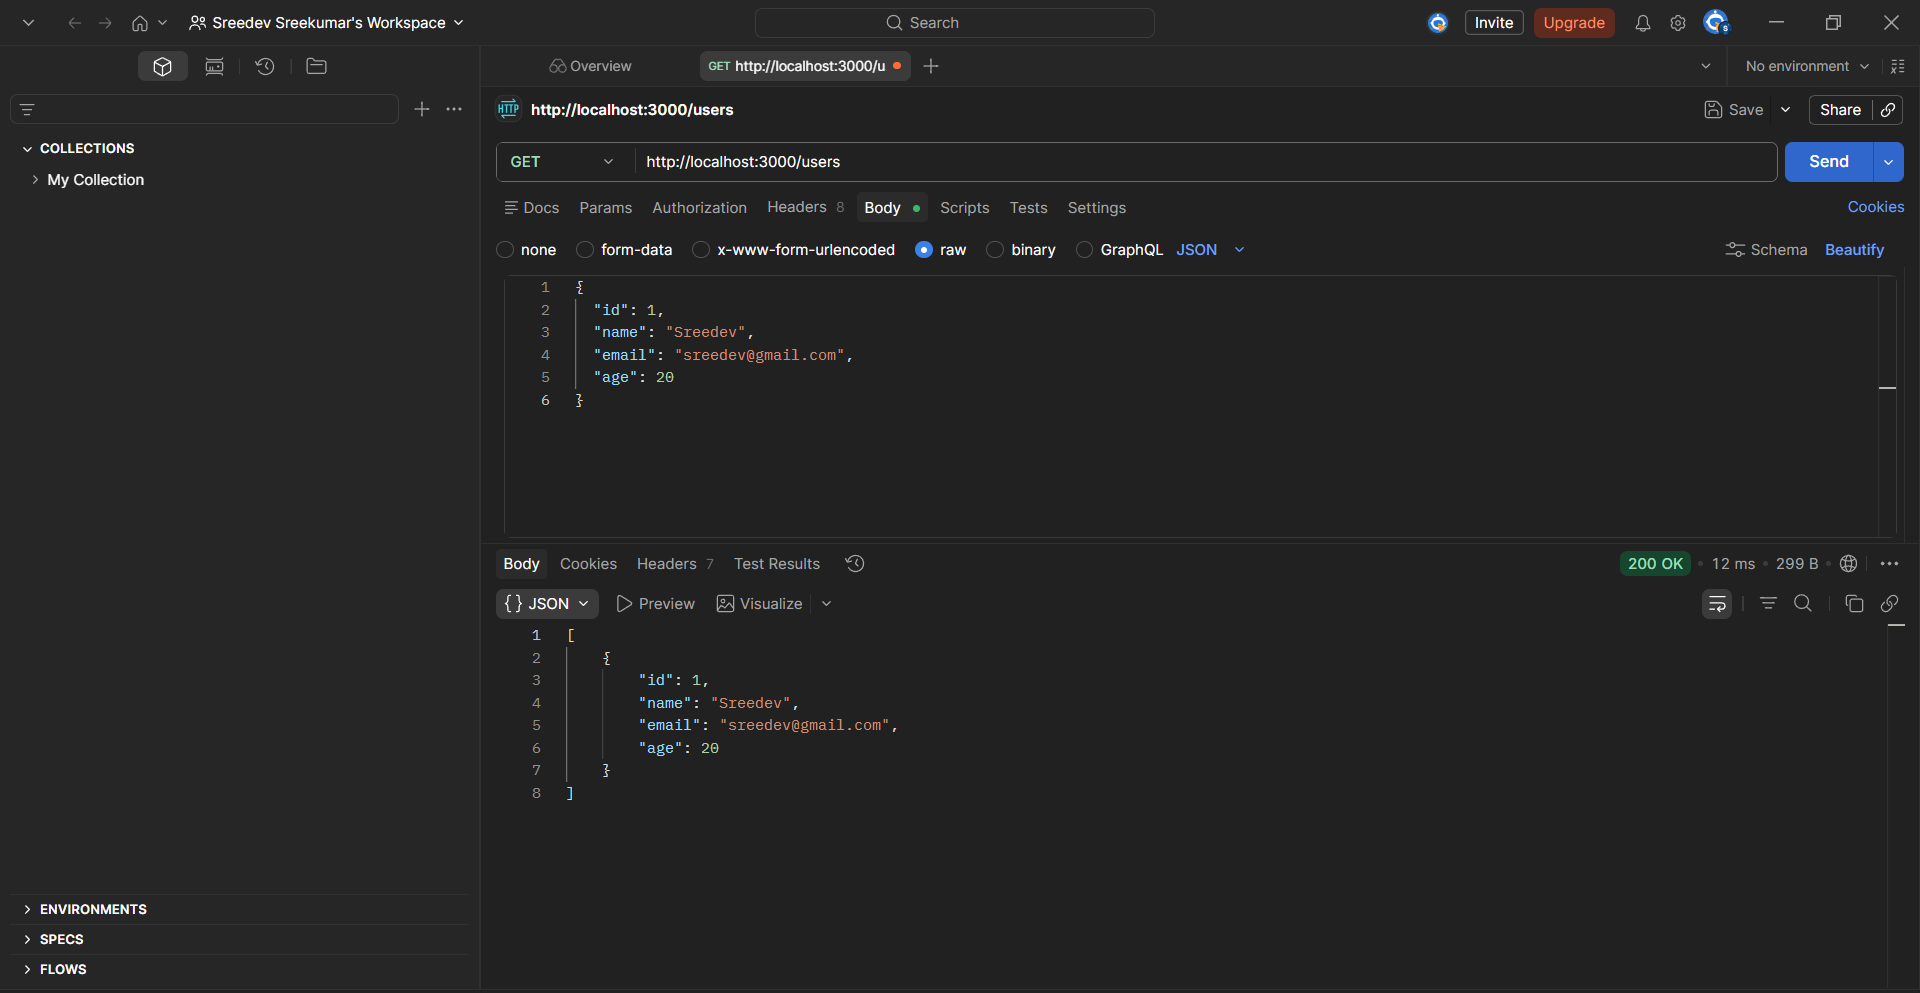 Sreedev Sreekumar's Workspace
Search
Invite
Upgrade
Overview
GET http://localhost:3000/u
No environment
HTTP http://localhost:3000/users
Save
Share
COLLECTIONS
My Collection
GET http://localhost:3000/users
Send
Docs Params Authorization Headers 8 Body Scripts Tests Settings
Cookies
none form-data x-www-form-urlencoded raw binary GraphQL JSON
Schema Beautify
1 {
2 "id": 1,
3 "name": "Sreedev",
4 "email": "sreedev@gmail.com",
5 "age": 20
6 }
Body Cookies Headers 7 Test Results
200 OK • 12 ms • 299 B •
{} JSON Preview Visualize
1 [
2 {
3 "id": 1,
4 "name": "Sreedev",
5 "email": "sreedev@gmail.com",
6 "age": 20
7 }
8 ]
ENVIRONMENTS
SPECS
FLOWS